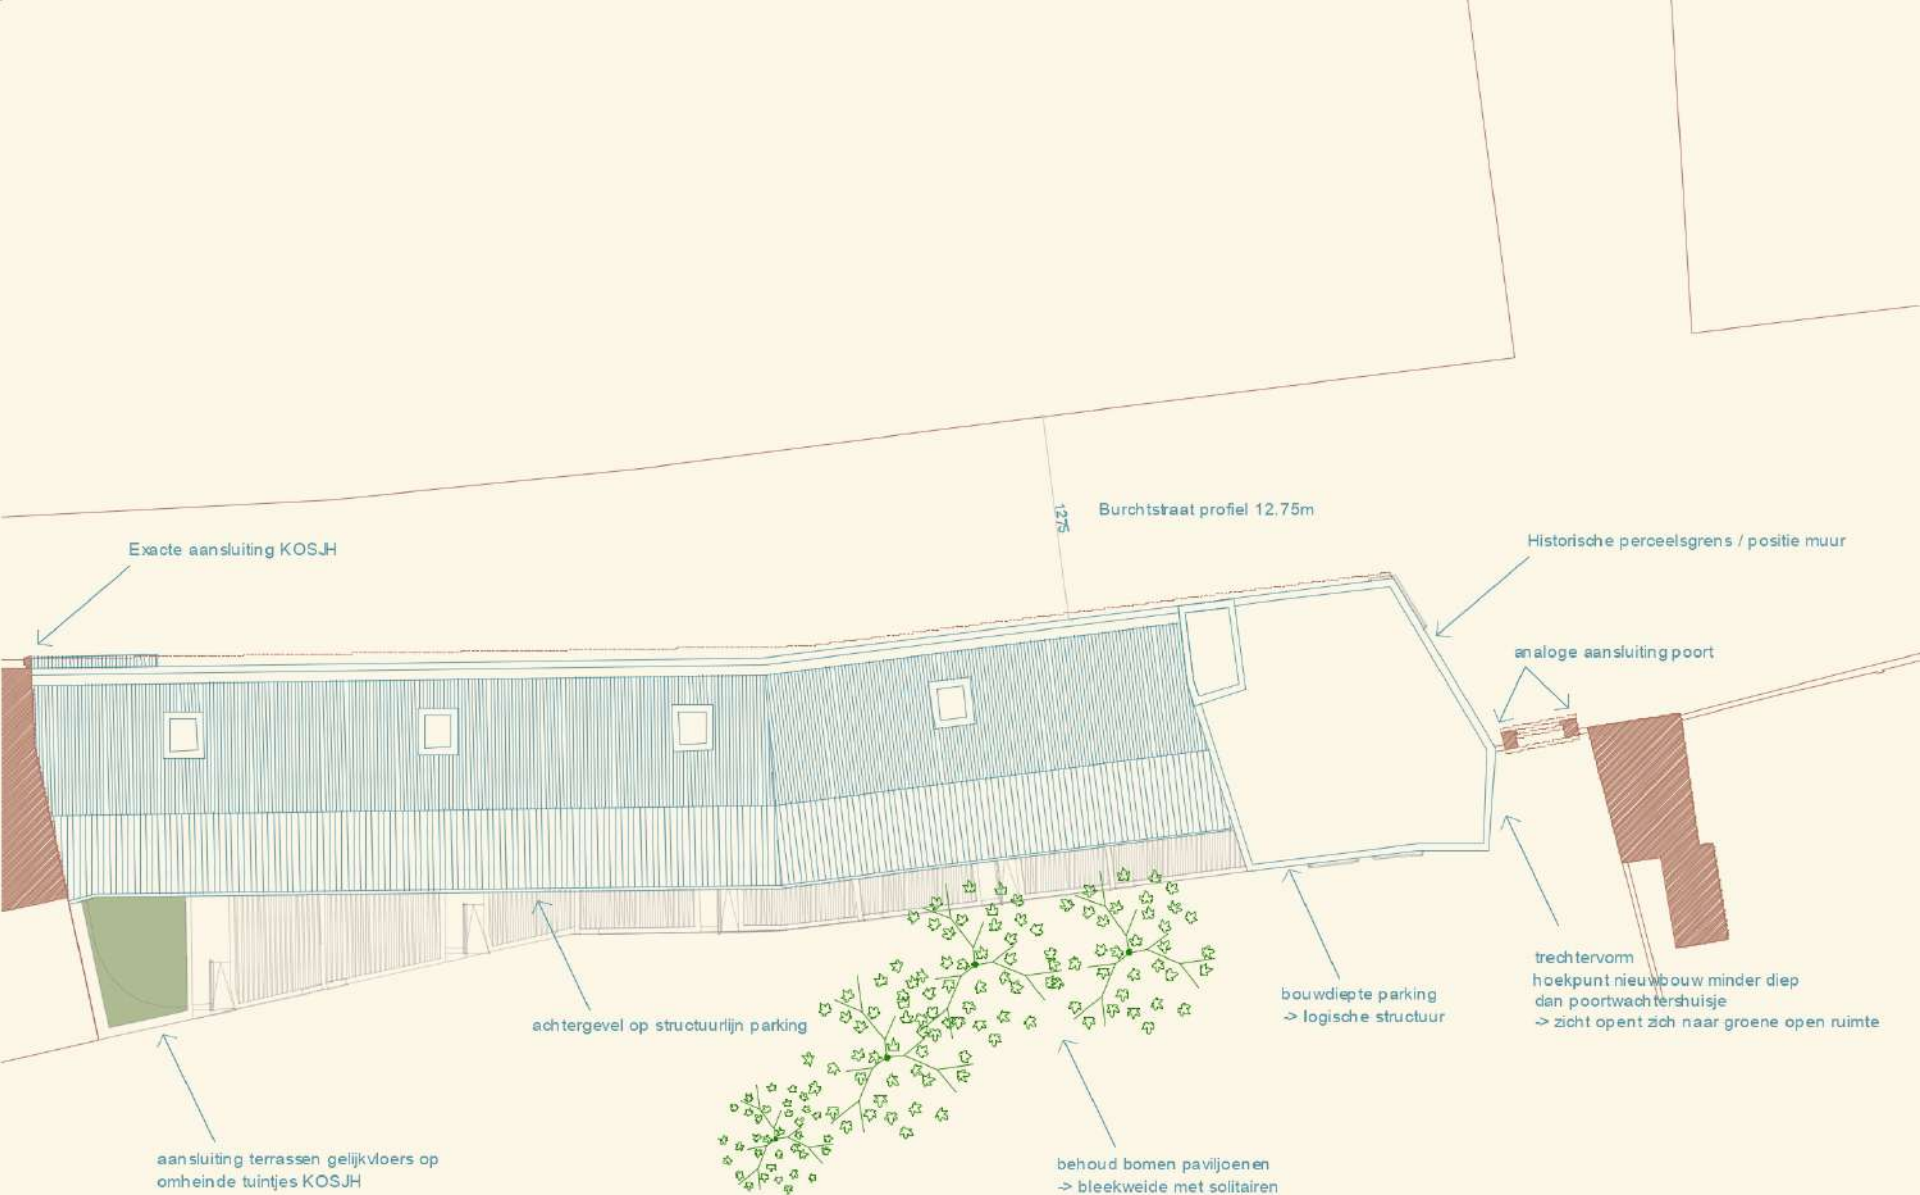 Burchtstraat profiel 12.75m
1275
Exacte aansluiting KOSJH
Historische perceelsgrens / positie muur
analoge aansluiting poort
trechtervorm
hoekpunt nieuwbouw minder diep
dan poortwachtershuisje
-> zicht opent zich naar groene open ruimte
bouwdiepte parking
-> logische structuur
achtergevel op structuurlijn parking
aansluiting terrassen gelijkvloers op
omheinde tuintjes KOSJH
behoud bomen paviljoenen
-> bleekweide met solitairen